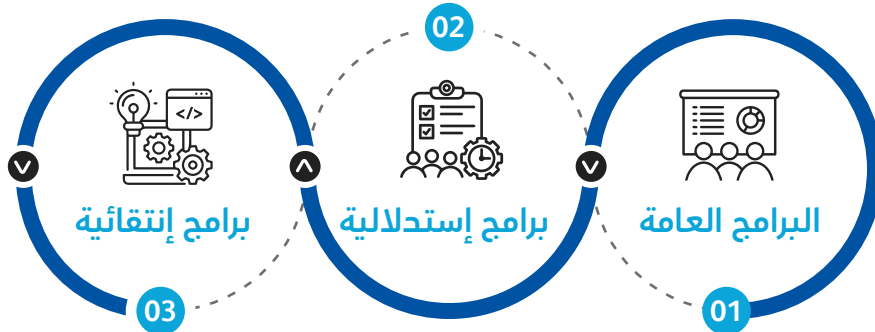 01
البرامج العامة
02
برامج إستدلالية
03
برامج إنتقائية
</>